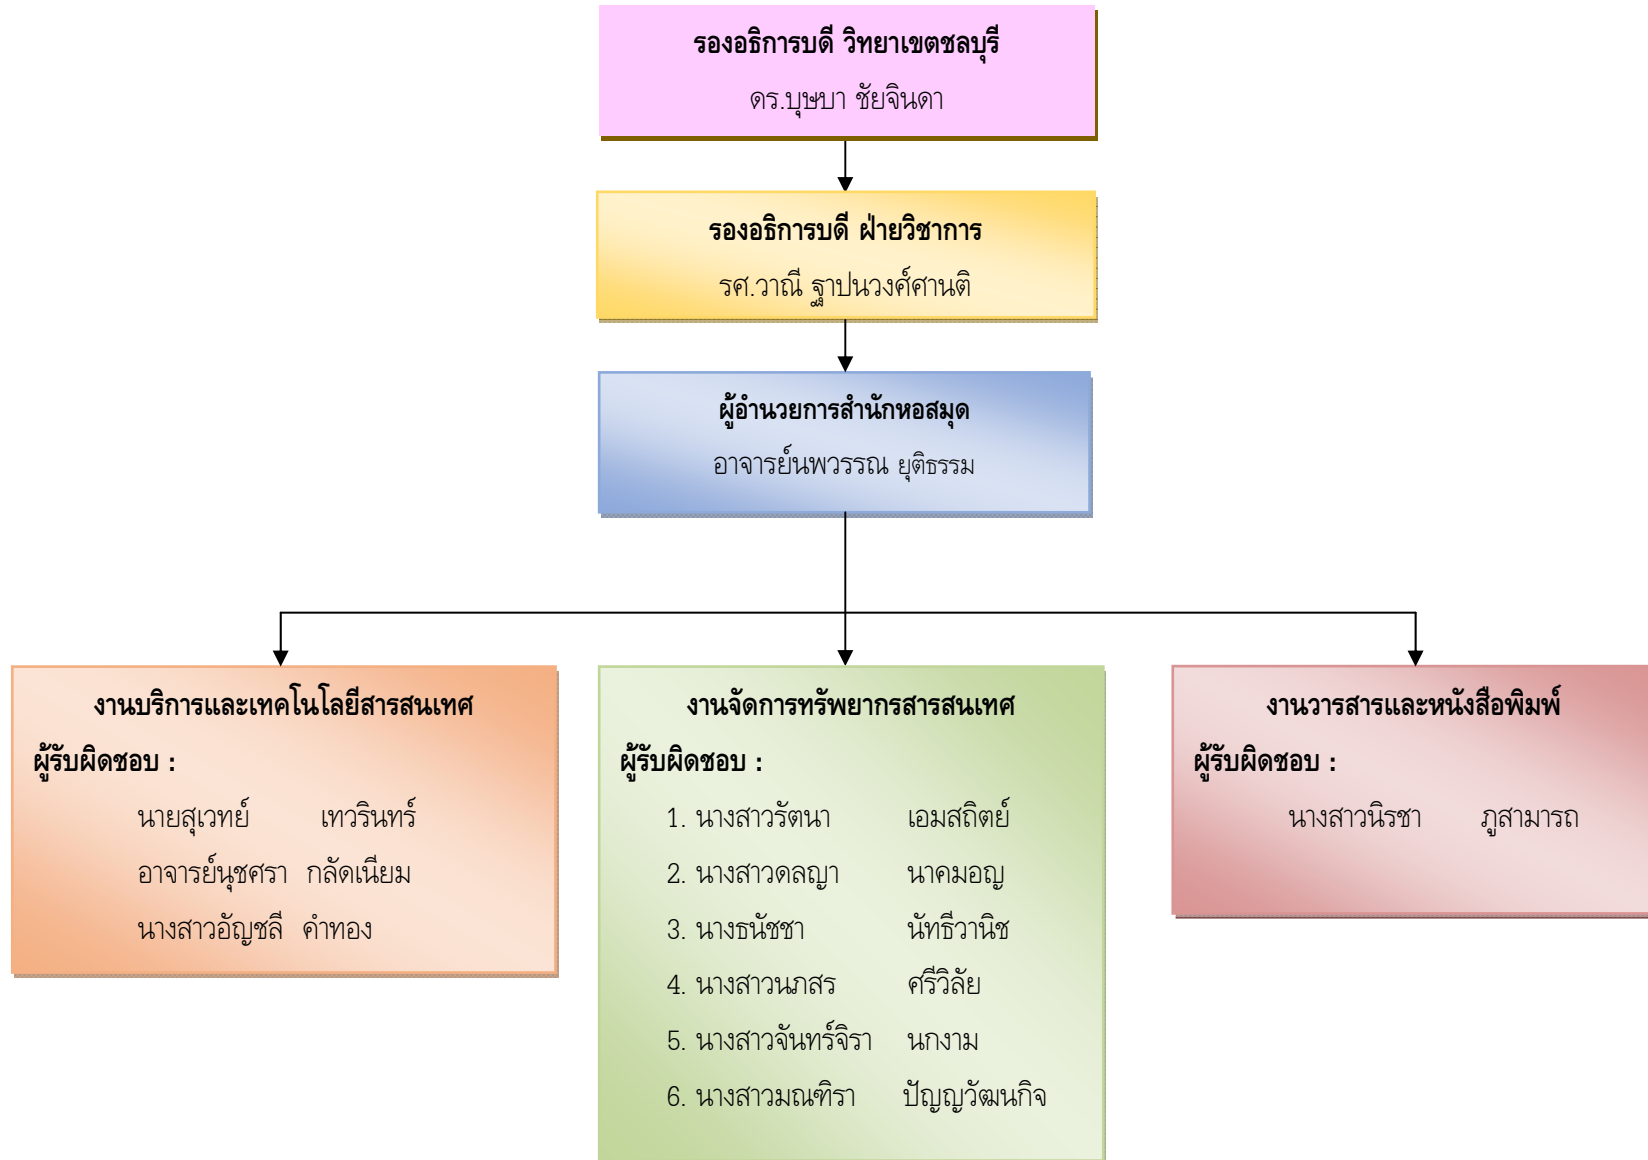 รองอธิการบดี วิทยาเขตชลบุรี
ดร.บุษบา ชัยจินดา
รองอธิการบดี ฝ่ายวิชาการ
รศ.วาณี ฐาปนวงศ์ศานติ
ผู้อำนวยการสำนักหอสมุด
อาจารย์นพวรรณ ยุติธรรม
งานบริการและเทคโนโลยีสารสนเทศ
ผู้รับผิดชอบ :
นายสุเวทย์ เทวรินทร์
อาจารย์นุชศรา กลัดเนียม
นางสาวอัญชลี คำทอง
งานจัดการทรัพยากรสารสนเทศ
ผู้รับผิดชอบ :
1. นางสาวรัตนา เอมสถิตย์
2. นางสาวดลญา นาคมอญ
3. นางธนัชชา นัทธีวานิช
4. นางสาวนภสร ศรีวิลัย
5. นางสาวจันทร์จิรา นกงาม
6. นางสาวมณฑิรา ปัญญวัฒนกิจ
งานวารสารและหนังสือพิมพ์
ผู้รับผิดชอบ :
นางสาวนิรชา ภูสามารถ